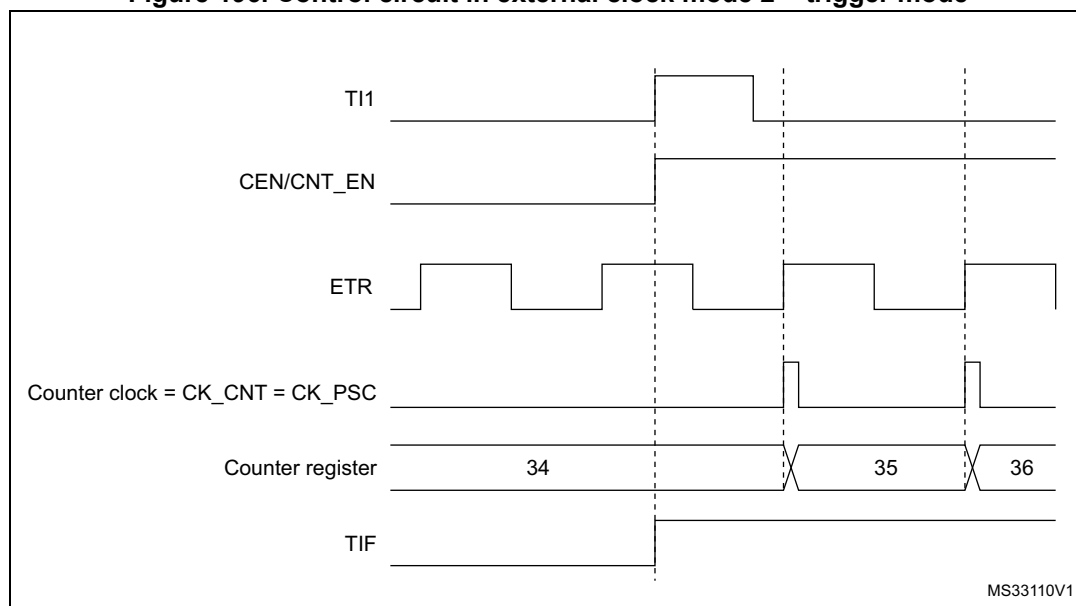 Control circuit in external clock mode 2 trigger mode
TI1
CEN/CNT_EN
ETR
Counter clock = CK_CNT = CK_PSC
Counter register
34
35
36
TIF
MS33110V1